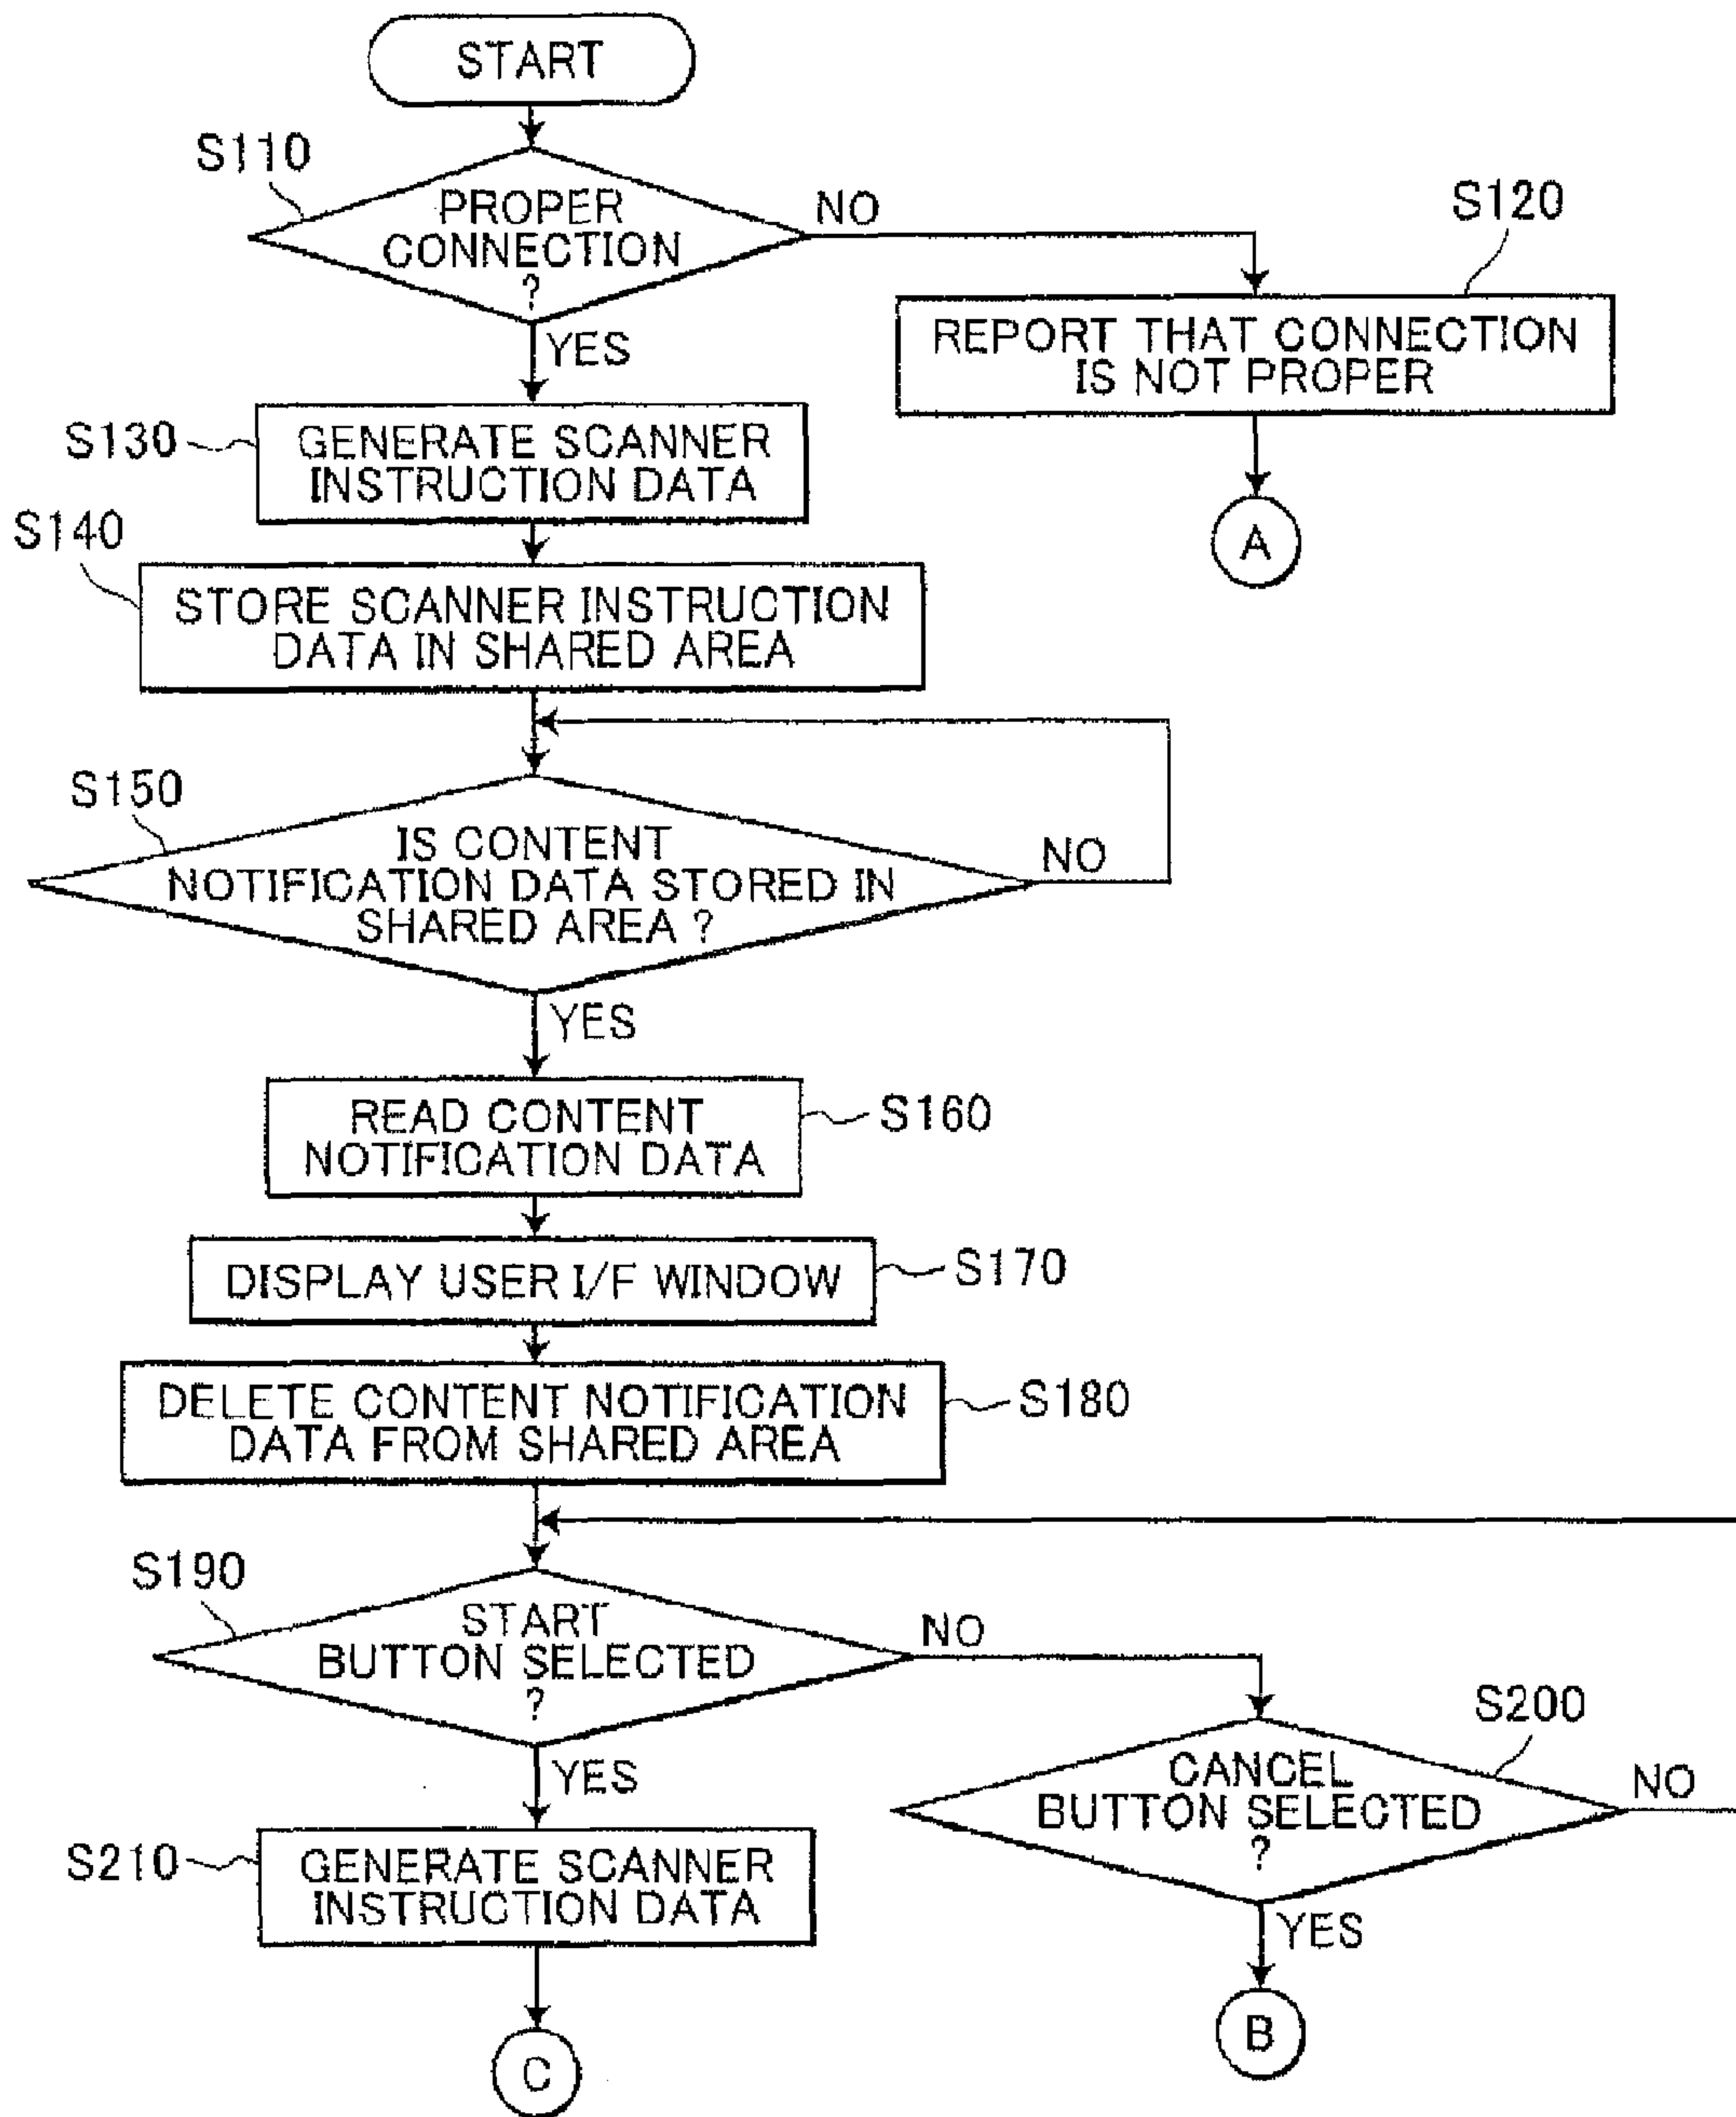 START
S110
PROPER
CONNECTION
?
NO
S120
REPORT THAT CONNECTION
IS NOT PROPER
YES
A
S130
GENERATE SCANNER
INSTRUCTION DATA
S140
STORE SCANNER INSTRUCTION
DATA IN SHARED AREA
S150
IS CONTENT
NOTIFICATION DATA STORED IN
SHARED AREA ?
NO
YES
READ CONTENT
NOTIFICATION DATA
S160
DISPLAY USER I/F WINDOW
S170
DELETE CONTENT NOTIFICATION
DATA FROM SHARED AREA
S180
S190
START
BUTTON SELECTED
?
NO
S200
CANCEL
BUTTON SELECTED
?
NO
YES
YES
S210
GENERATE SCANNER
INSTRUCTION DATA
B
C